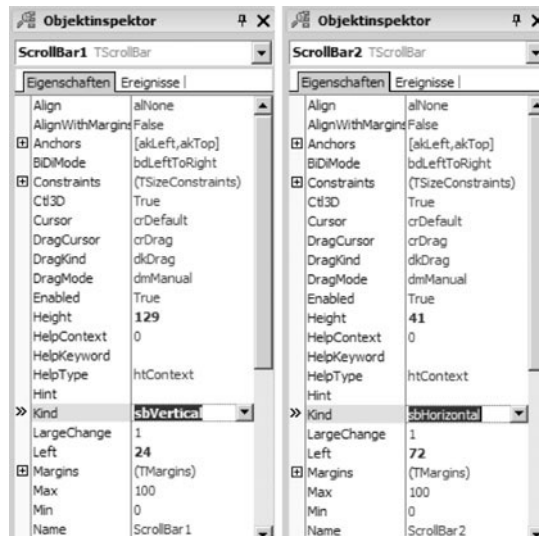 Objektinspektor
ScrollBar1 TScrollBar
Eigenschaften Ereignisse
Align alNone
AlignWithMargins False
Anchors [akLeft,akTop]
BiDiMode bdLeftToRight
Constraints (TSizeConstraints)
Ctl3D True
Cursor crDefault
DragCursor crDrag
DragKind dkDrag
DragMode dmManual
Enabled True
Height 129
HelpContext 0
HelpKeyword
HelpType htContext
Hint
Kind sbVertical
LargeChange 1
Left 24
Margins (TMargins)
Max 100
Min 0
Name ScrollBar1
Objektinspektor
ScrollBar2 TScrollBar
Eigenschaften Ereignisse
Align alNone
AlignWithMargins False
Anchors [akLeft,akTop]
BiDiMode bdLeftToRight
Constraints (TSizeConstraints)
Ctl3D True
Cursor crDefault
DragCursor crDrag
DragKind dkDrag
DragMode dmManual
Enabled True
Height 41
HelpContext 0
HelpKeyword
HelpType htContext
Hint
Kind sbHorizontal
LargeChange 1
Left 72
Margins (TMargins)
Max 100
Min 0
Name ScrollBar2